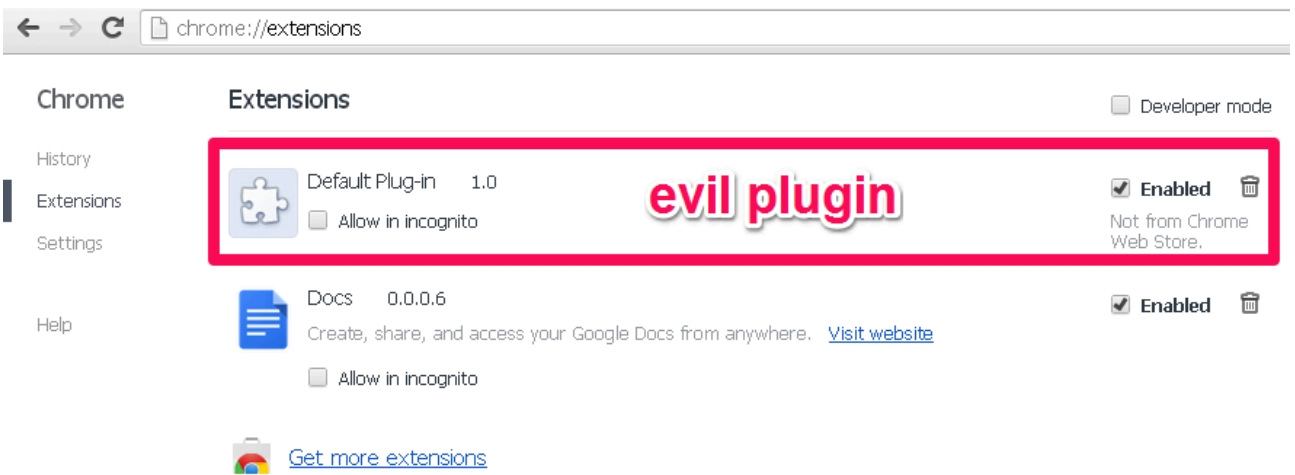 chrome://extensions
Chrome
History
Extensions
Settings
Help
Extensions
Developer mode
Default Plug-in 1.0
Allow in incognito
evil plugin
Enabled
Not from Chrome
Web Store.
Docs 0.0.0.6
Create, share, and access your Google Docs from anywhere. Visit website
Allow in incognito
Enabled
Get more extensions